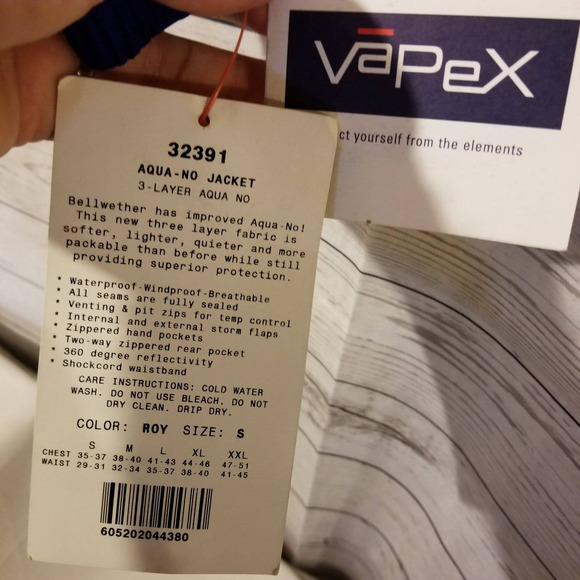 VaPeX
ct yourself from the elements
32391
AQUA-NO JACKET
3-LAYER AQUA NO
Bellwether has improved Aqua-No!
This new three layer fabric is
softer, lighter, quieter and more
packable than before while still
providing superior protection.
* Waterproof-Windproof-Breathable
* All seams are fully sealed
* Venting & pit zips for temp control
* Internal and external storm flaps
* Zippered hand pockets
* Two-way zippered rear pocket
* 360 degree reflectivity
* Shockcord waistband
CARE INSTRUCTIONS: COLD WATER
WASH. DO NOT USE BLEACH. DO NOT
DRY CLEAN. DRIP DRY.
COLOR: ROY SIZE: S
S M L XL XXL
CHEST 35-37 38-40 41-43 44-46 47-51
WAIST 29-31 32-34 35-37 38-40 41-45
605202044380